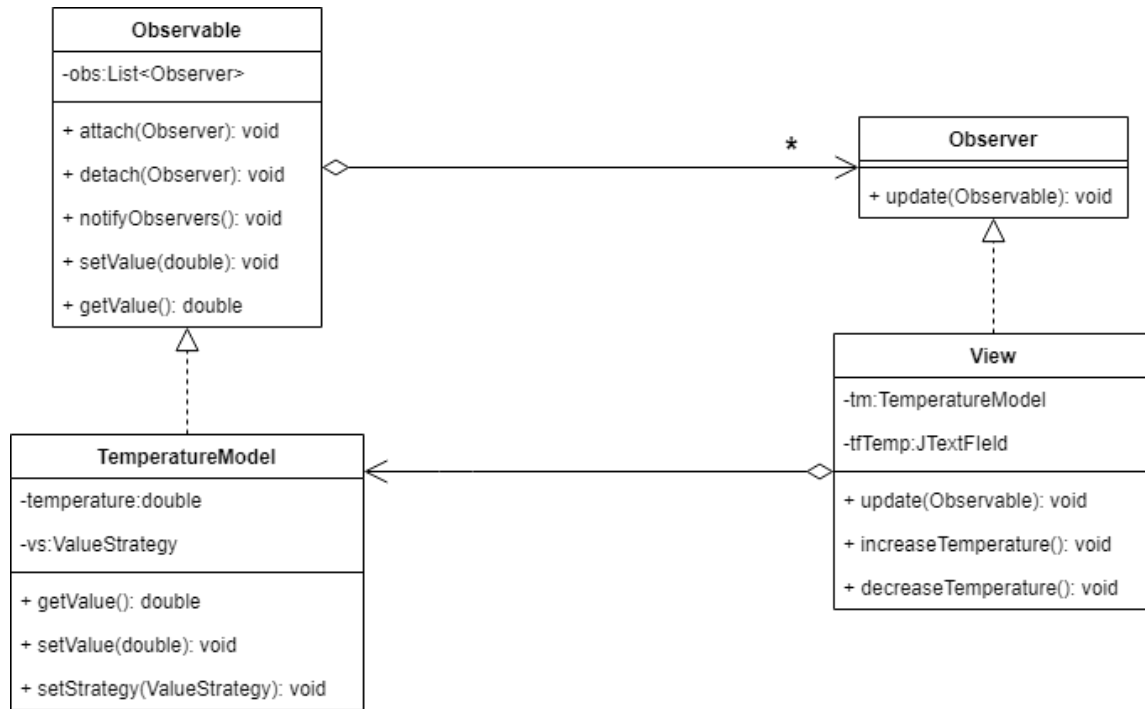 Observable
-obs:List<Observer>
+ attach(Observer): void
+ detach(Observer): void
+ notifyObservers(): void
+ setValue(double): void
+ getValue(): double
*
Observer
+ update(Observable): void
TemperatureModel
-temperature:double
-vs:ValueStrategy
+ getValue(): double
+ setValue(double): void
+ setStrategy(ValueStrategy): void
View
-tm:TemperatureModel
-tfTemp:JTextFIeld
+ update(Observable): void
+ increaseTemperature(): void
+ decreaseTemperature(): void